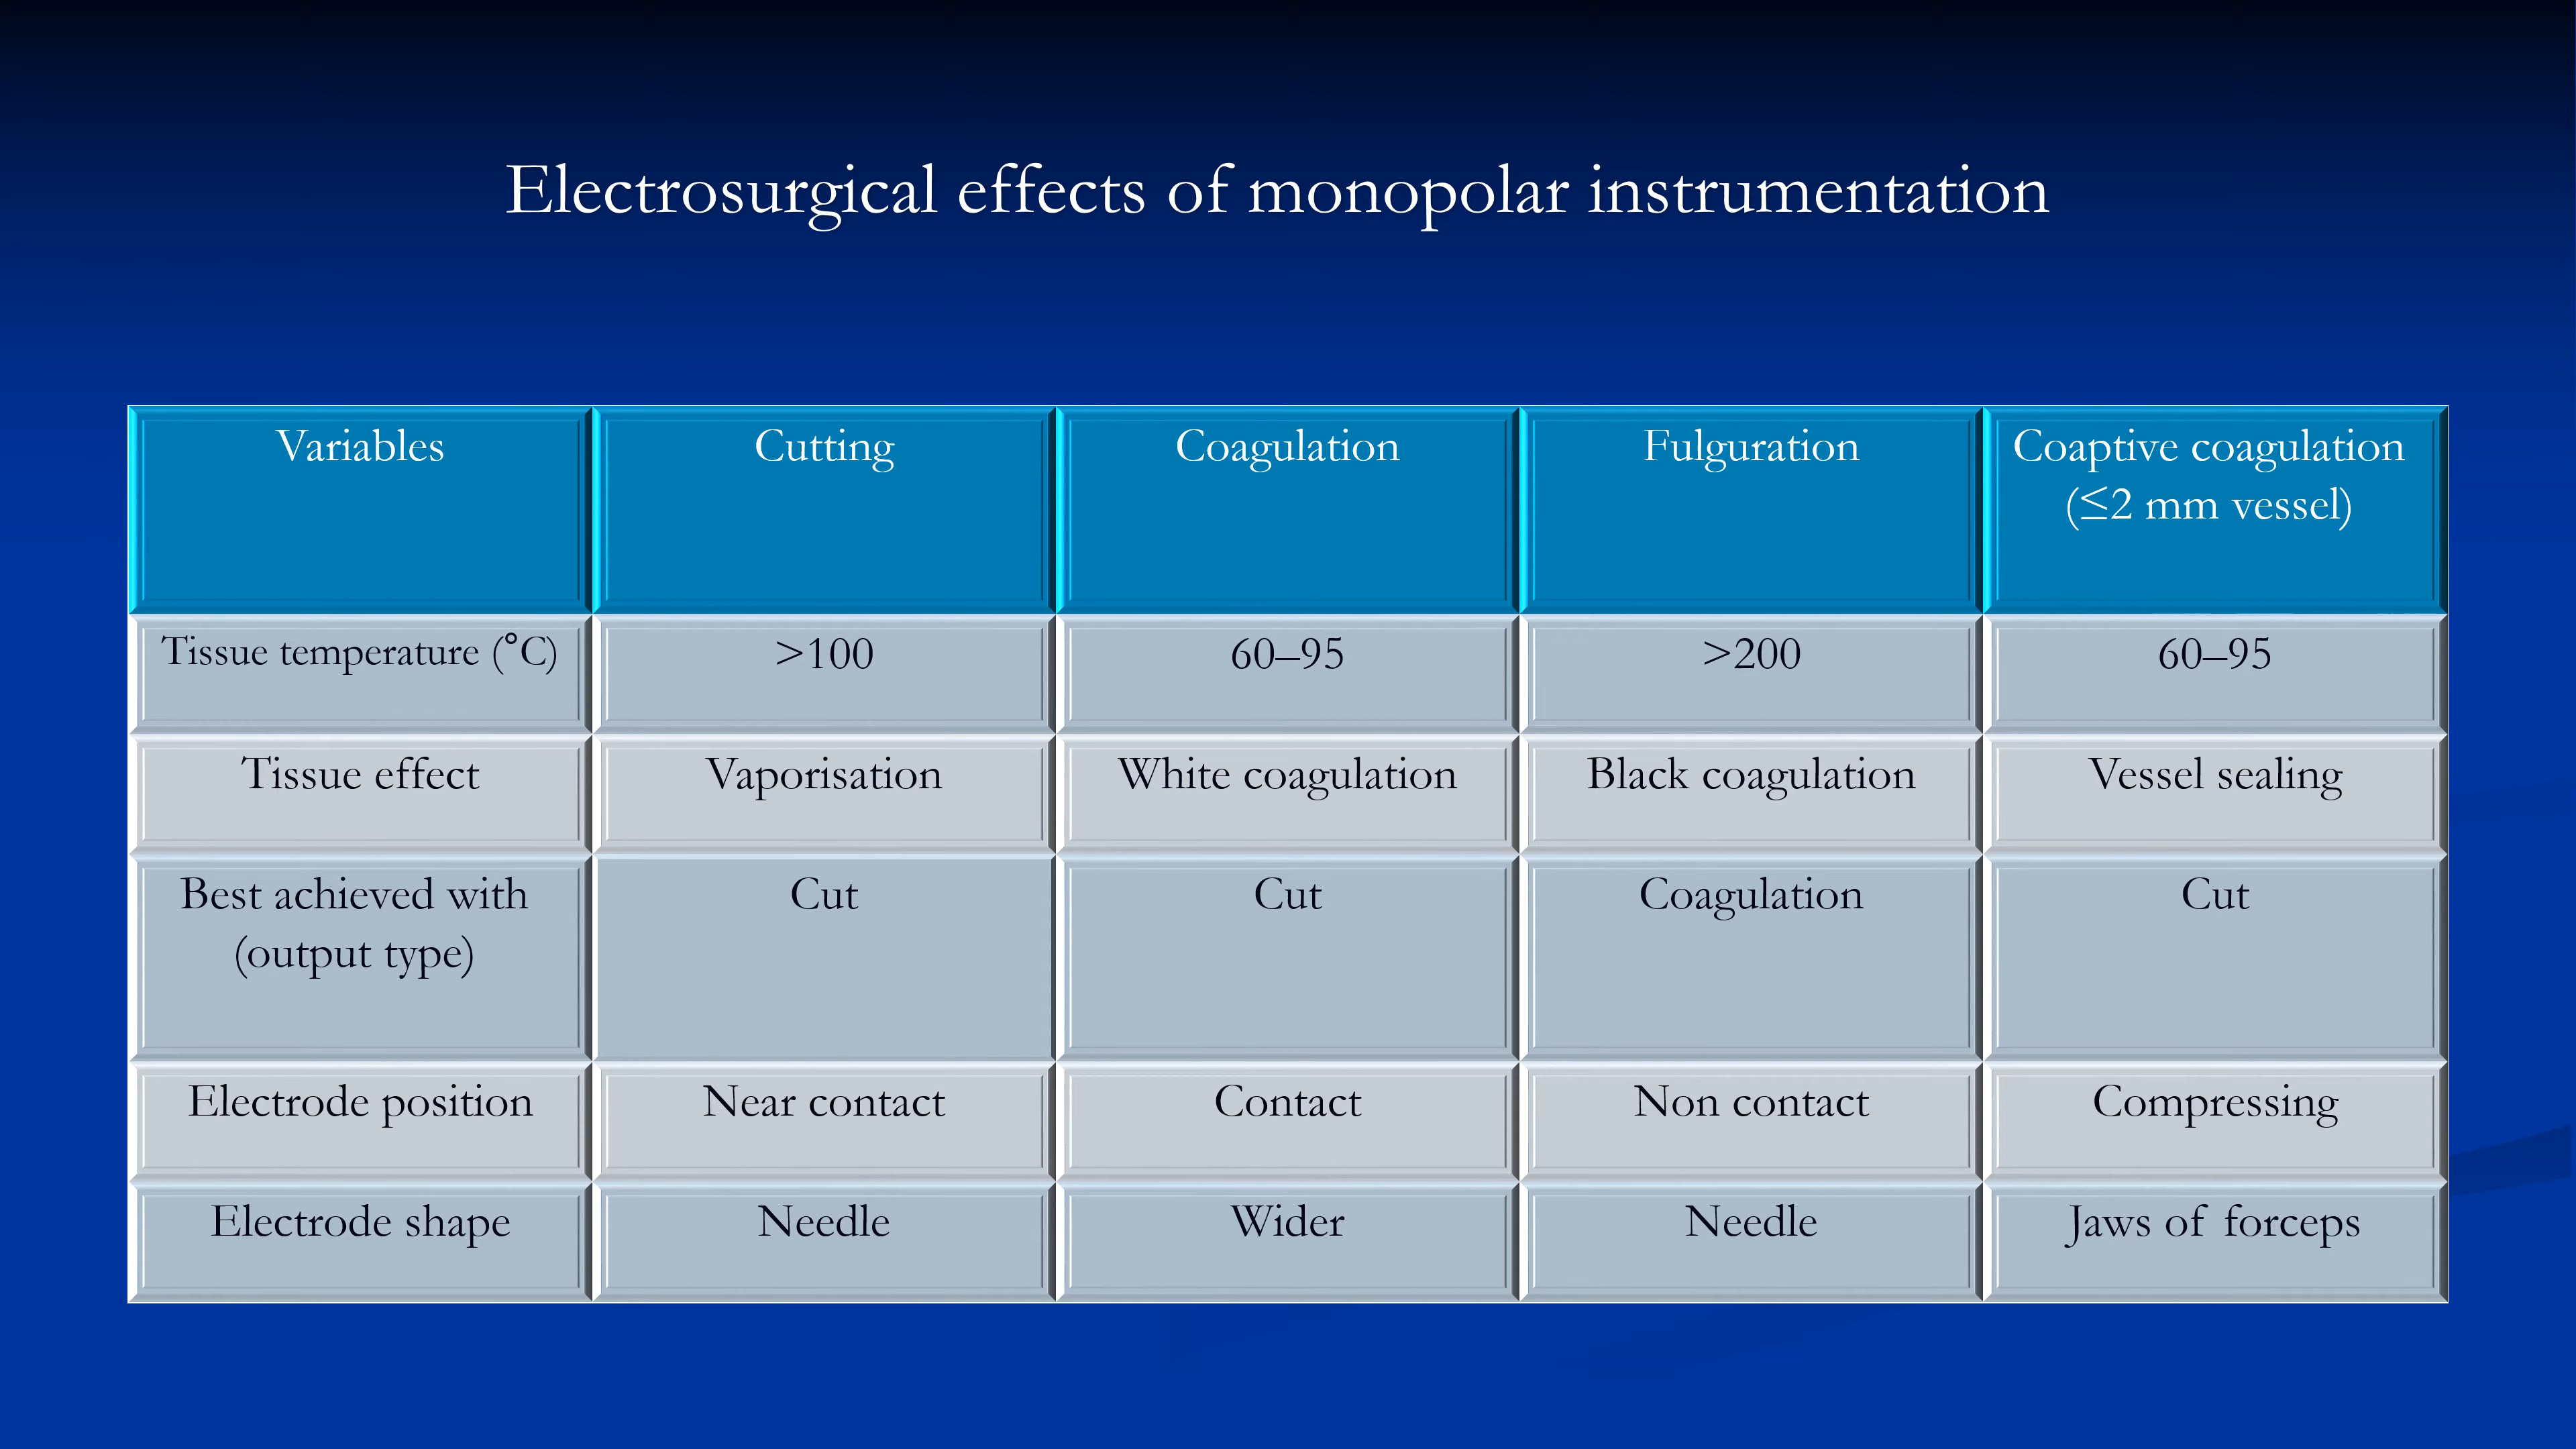 Electrosurgical effects of monopolar instrumentation
Variables
Cutting
Coagulation
Fulguration
Coaptive coagulation
(≤2 mm vessel)
Tissue temperature (°C)
>100
60–95
>200
60–95
Tissue effect
Vaporisation
White coagulation
Black coagulation
Vessel sealing
Best achieved with
(output type)
Cut
Cut
Coagulation
Cut
Electrode position
Near contact
Contact
Non contact
Compressing
Electrode shape
Needle
Wider
Needle
Jaws of forceps